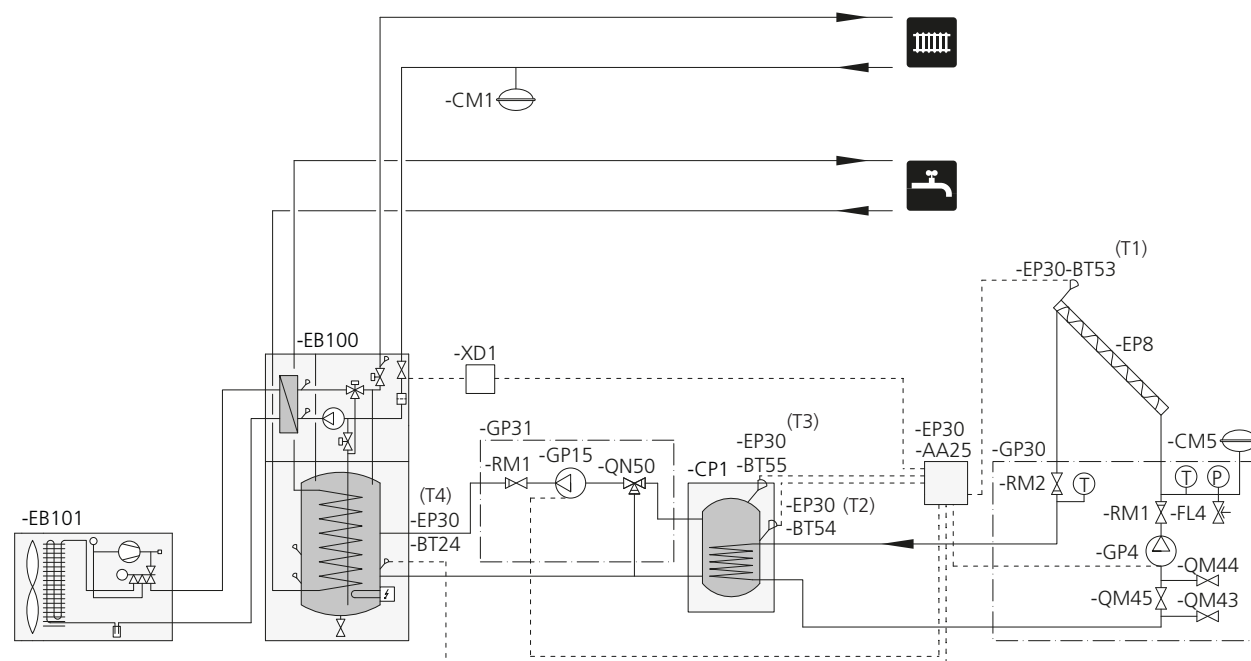 -CM1
(T1)
-EP30-BT53
-EB100
-XD1
-EP8
(T3)
-GP31
-EP30
-BT55
-EP30
-AA25
-CM5
-GP30
-RM1
-GP15
-QN50
-CP1
-RM2
T
T
P
(T4)
-EP30
-BT24
-EP30 (T2)
-BT54
-RM1
-FL4
-EB101
-GP4
-QM44
-QM45
-QM43